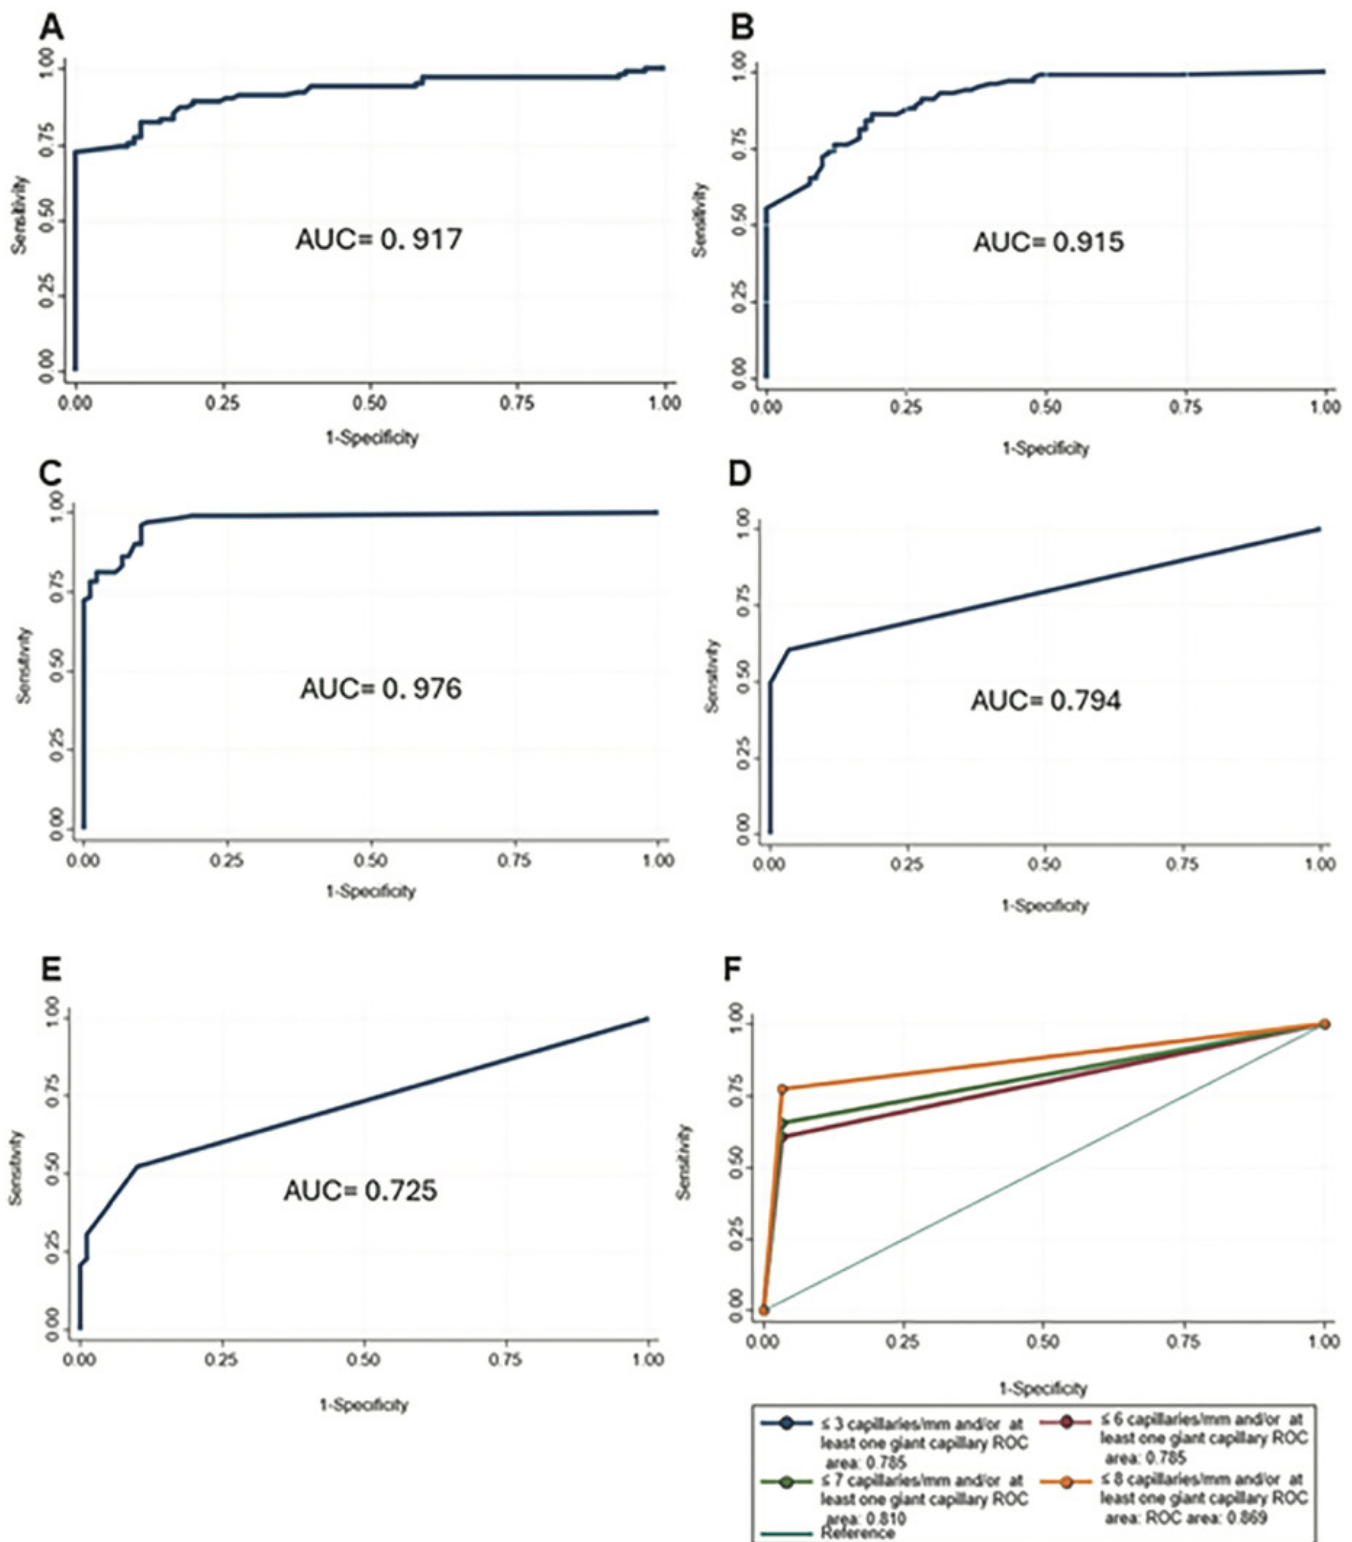 A
1.00
0.75
0.50
0.25
0.00
Sensitivity
AUC= 0. 917
0.00 0.25 0.50 0.75 1.00
1-Specificity
B
1.00
0.75
0.50
0.25
0.00
Sensitivity
AUC= 0.915
0.00 0.25 0.50 0.75 1.00
1-Specificity
C
1.00
0.75
0.50
0.25
0.00
Sensitivity
AUC= 0. 976
0.00 0.25 0.50 0.75 1.00
1-Specificity
D
1.00
0.75
0.50
0.25
0.00
Sensitivity
AUC= 0.794
0.00 0.25 0.50 0.75 1.00
1-Specificity
E
1.00
0.75
0.50
0.25
0.00
Sensitivity
AUC= 0.725
0.00 0.25 0.50 0.75 1.00
1-Specificity
F
1.00
0.75
0.50
0.25
0.00
Sensitivity
0.00 0.25 0.50 0.75 1.00
1-Specificity
≤ 3 capillaries/mm and/or at
least one giant capillary ROC
area: 0.785
≤ 6 capillaries/mm and/or at
least one giant capillary ROC
area: 0.785
≤ 7 capillaries/mm and/or at
least one giant capillary ROC
area: 0.810
≤ 8 capillaries/mm and/or at
least one giant capillary ROC
area: ROC area: 0.869
Reference